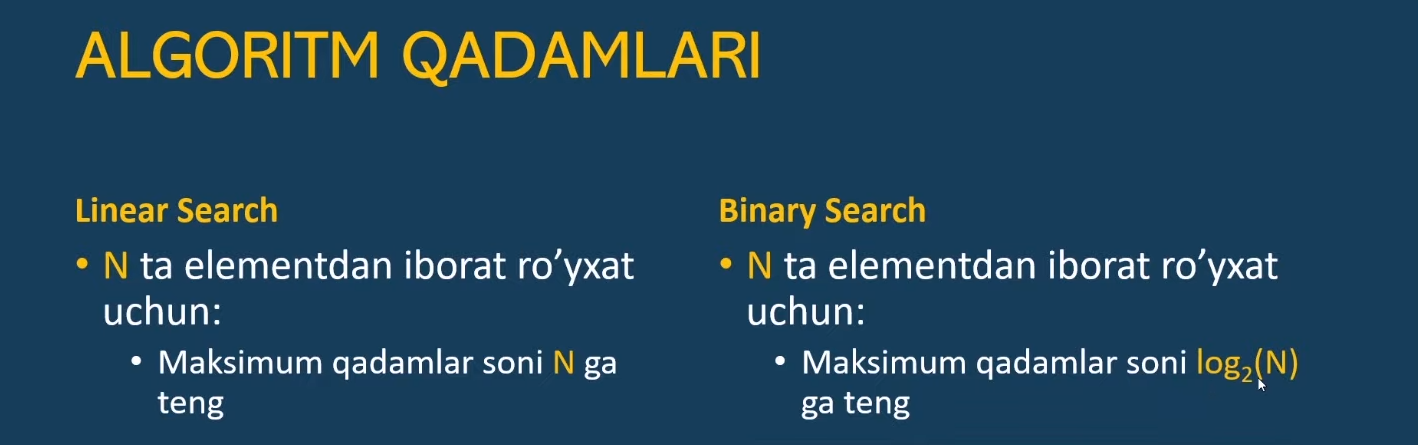 ALGORITM QADAMLARI
Linear Search
• N ta elementdan iborat ro’yxat
uchun:
• Maksimum qadamlar soni N ga
teng
Binary Search
• N ta elementdan iborat ro’yxat
uchun:
• Maksimum qadamlar soni log₂(N)
ga teng